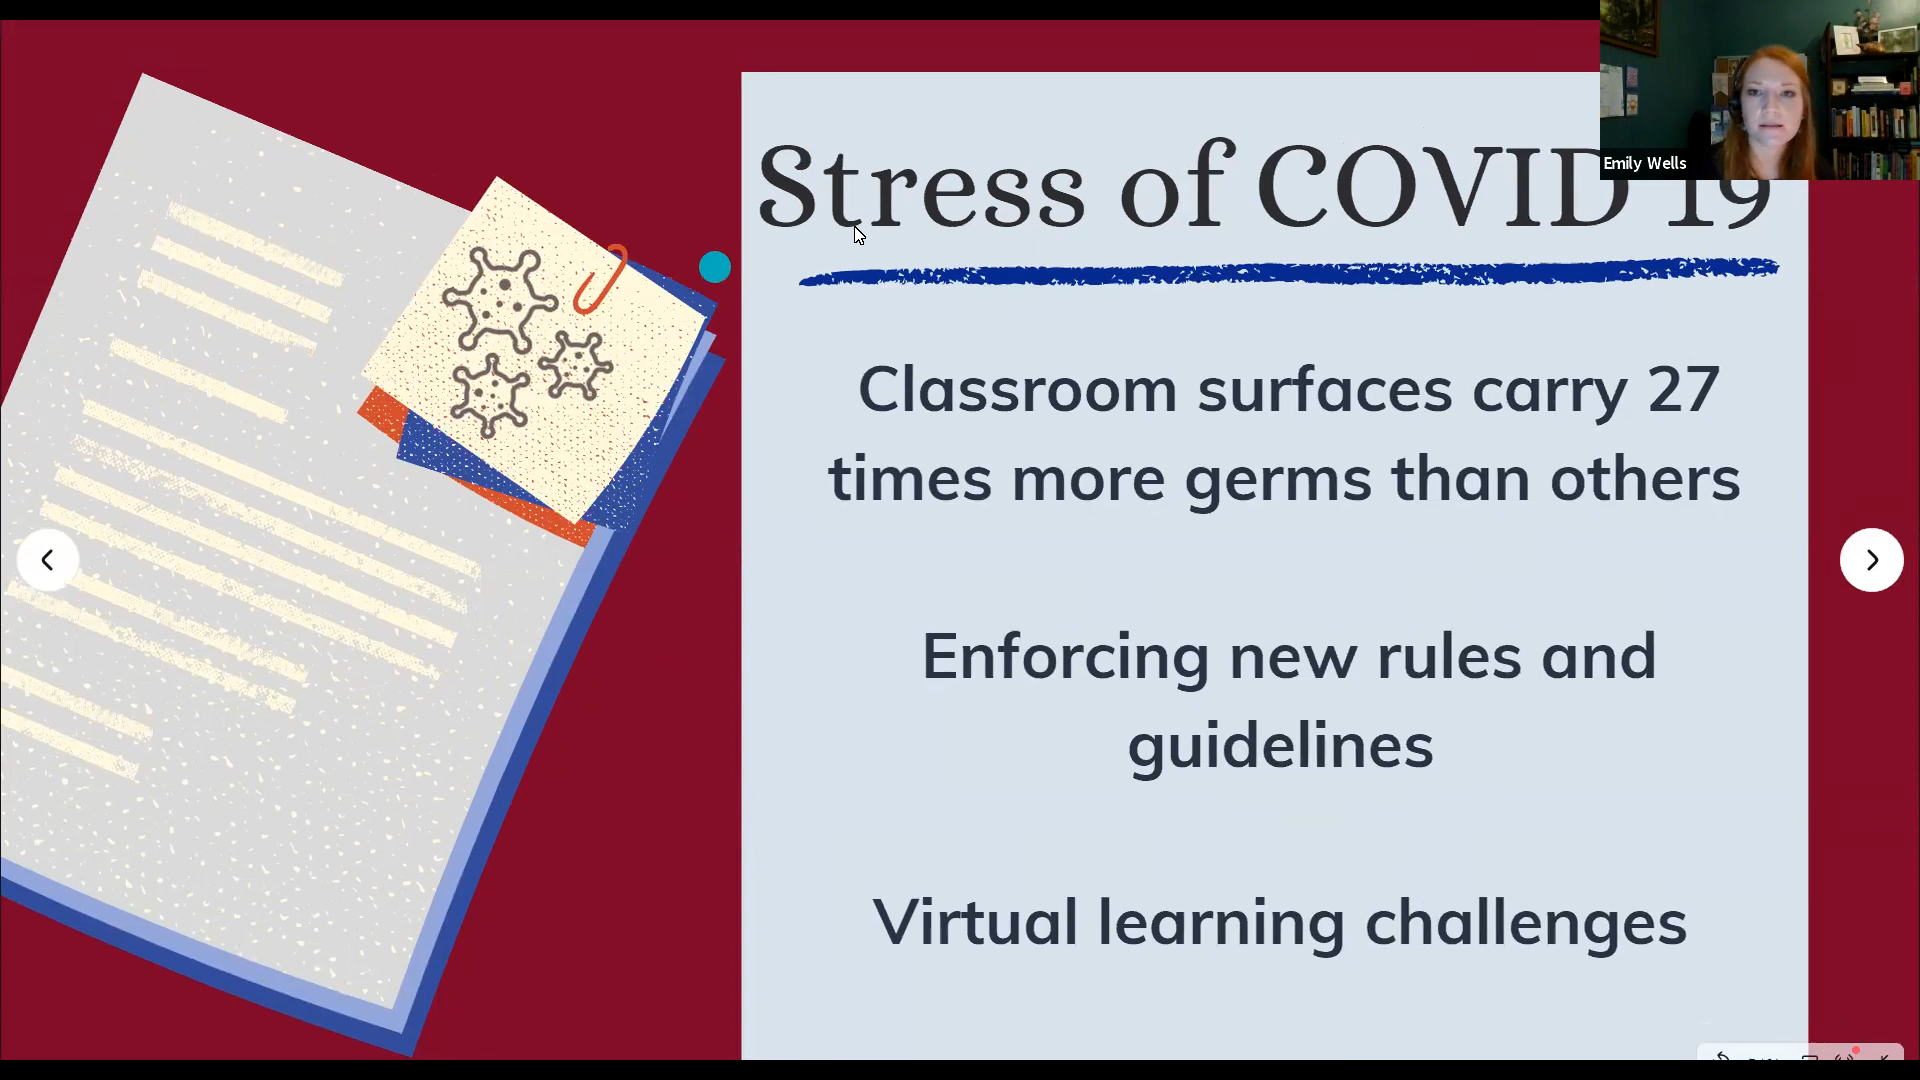 Stress of COVID 19
Emily Wells
Classroom surfaces carry 27
times more germs than others
Enforcing new rules and
guidelines
Virtual learning challenges